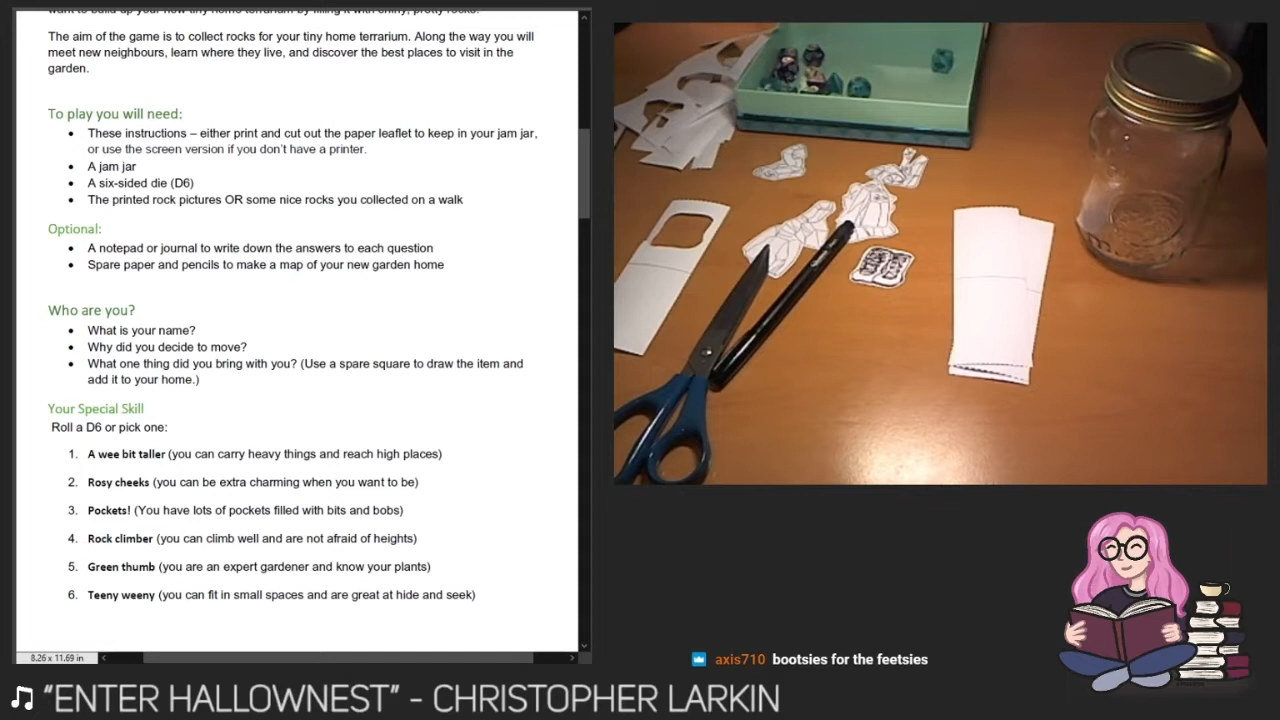 The aim of the game is to collect rocks for your tiny home terrarium. Along the way you will
meet new neighbours, learn where they live, and discover the best places to visit in the
garden.
To play you will need:
• These instructions – either print and cut out the paper leaflet to keep in your jam jar,
or use the screen version if you don't have a printer.
• A jam jar
• A six-sided die (D6)
• The printed rock pictures OR some nice rocks you collected on a walk
Optional:
• A notepad or journal to write down the answers to each question
• Spare paper and pencils to make a map of your new garden home
Who are you?
• What is your name?
• Why did you decide to move?
• What one thing did you bring with you? (Use a spare square to draw the item and
add it to your home.)
Your Special Skill
Roll a D6 or pick one:
1. A wee bit taller (you can carry heavy things and reach high places)
2. Rosy cheeks (you can be extra charming when you want to be)
3. Pockets! (You have lots of pockets filled with bits and bobs)
4. Rock climber (you can climb well and are not afraid of heights)
5. Green thumb (you are an expert gardener and know your plants)
6. Teeny weeny (you can fit in small spaces and are great at hide and seek)
8.26 x 11.69 in
axis710 bootsies for the feetsies
"ENTER HALLOWNEST" - CHRISTOPHER LARKIN